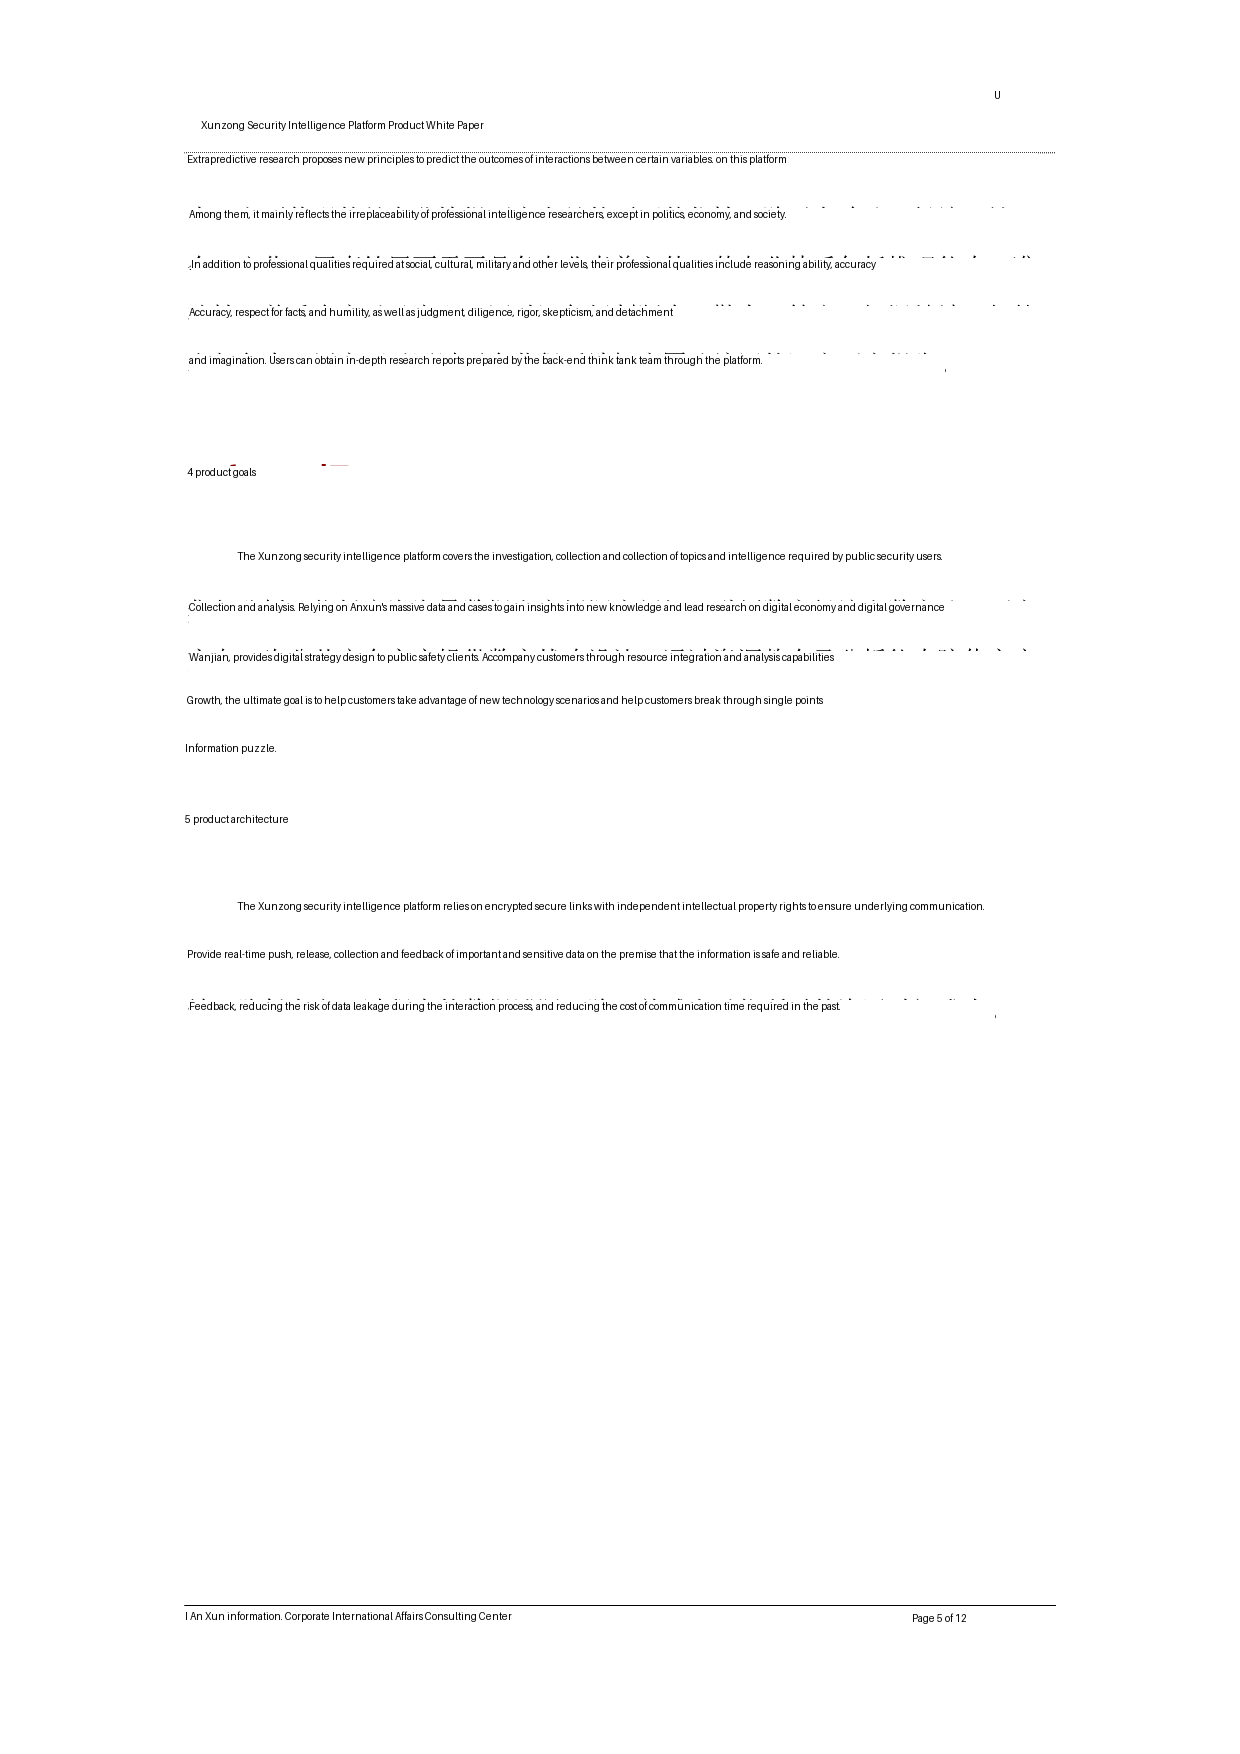 U
Xunzong Security Intelligence Platform Product White Paper
Extrapredictive research proposes new principles to predict the outcomes of interactions between certain variables. on this platform
Among them, it mainly reflects the irreplaceability of professional intelligence researchers, except in politics, economy, and society.
In addition to professional qualities required at social, cultural, military and other levels, their professional qualities include reasoning ability, accuracy
Accuracy, respect for facts, and humility, as well as judgment, diligence, rigor, skepticism, and detachment
and imagination. Users can obtain in-depth research reports prepared by the back-end think tank team through the platform.
4 product goals
The Xunzong security intelligence platform covers the investigation, collection and collection of topics and intelligence required by public security users.
Collection and analysis. Relying on Anxun's massive data and cases to gain insights into new knowledge and lead research on digital economy and digital governance
Wanjian, provides digital strategy design to public safety clients. Accompany customers through resource integration and analysis capabilities
Growth, the ultimate goal is to help customers take advantage of new technology scenarios and help customers break through single points
Information puzzle.
5 product architecture
The Xunzong security intelligence platform relies on encrypted secure links with independent intellectual property rights to ensure underlying communication.
Provide real-time push, release, collection and feedback of important and sensitive data on the premise that the information is safe and reliable.
Feedback, reducing the risk of data leakage during the interaction process, and reducing the cost of communication time required in the past.
I An Xun information. Corporate International Affairs Consulting Center
Page 5 of 12